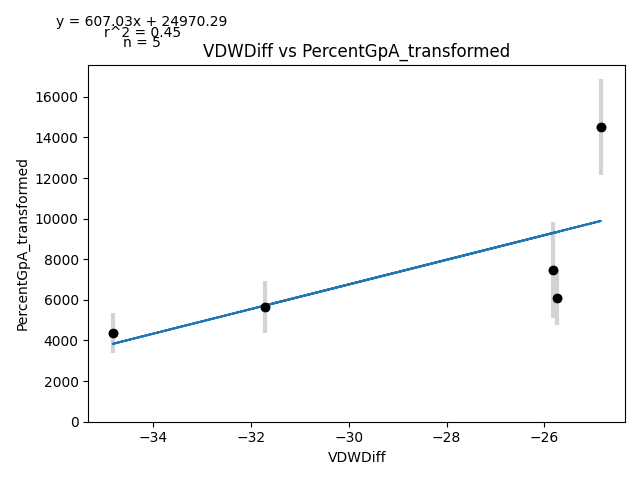 y = 607.03x + 24970.29
r^2 = 0.45
n = 5
VDWDiff vs PercentGpA_transformed
PercentGpA_transformed
16000
14000
12000
10000
8000
6000
4000
2000
0
−34
−32
−30
−28
−26
VDWDiff